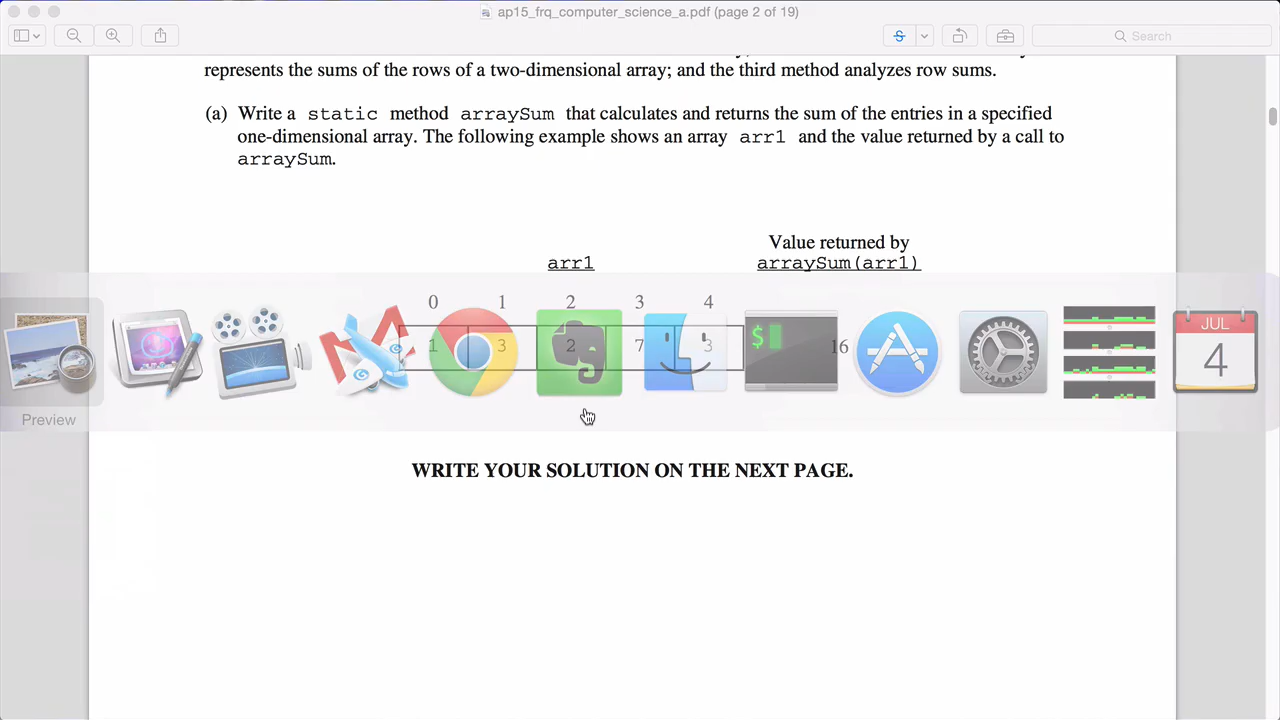 ap15_frq_computer_science_a.pdf (page 2 of 19)
Search
represents the sums of the rows of a two-dimensional array; and the third method analyzes row sums.
(a) Write a static method arraySum that calculates and returns the sum of the entries in a specified
one-dimensional array. The following example shows an array arr1 and the value returned by a call to
arraySum.
Value returned by
arr1 arraySum(arr1)
0 1 2 3 4
1 3 2 7 3 16
$
JUL
4
Preview
WRITE YOUR SOLUTION ON THE NEXT PAGE.